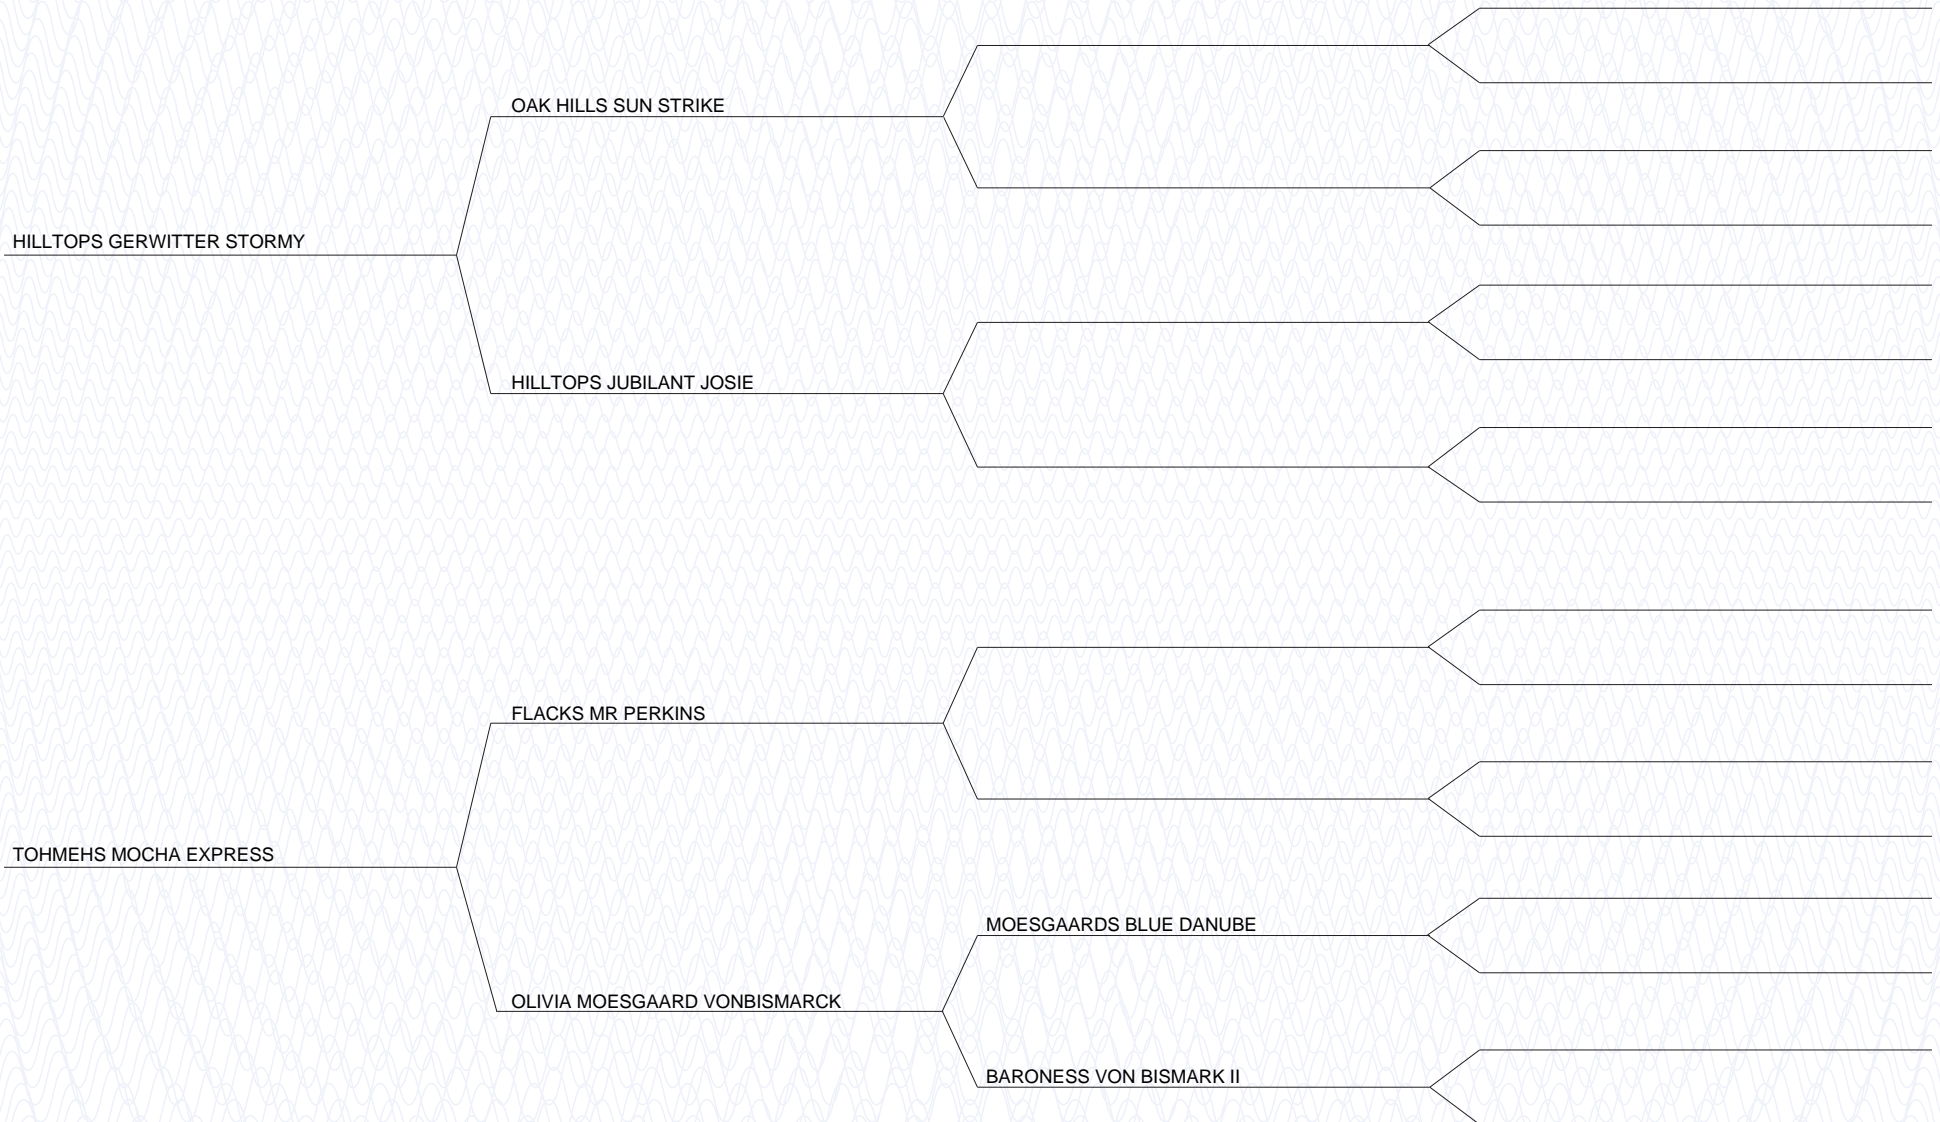 OAK HILLS SUN STRIKE
HILLTOPS GERWITTER STORMY
HILLTOPS JUBILANT JOSIE
FLACKS MR PERKINS
TOHMEHS MOCHA EXPRESS
MOESGAARDS BLUE DANUBE
OLIVIA MOESGAARD VONBISMARCK
BARONESS VON BISMARK II